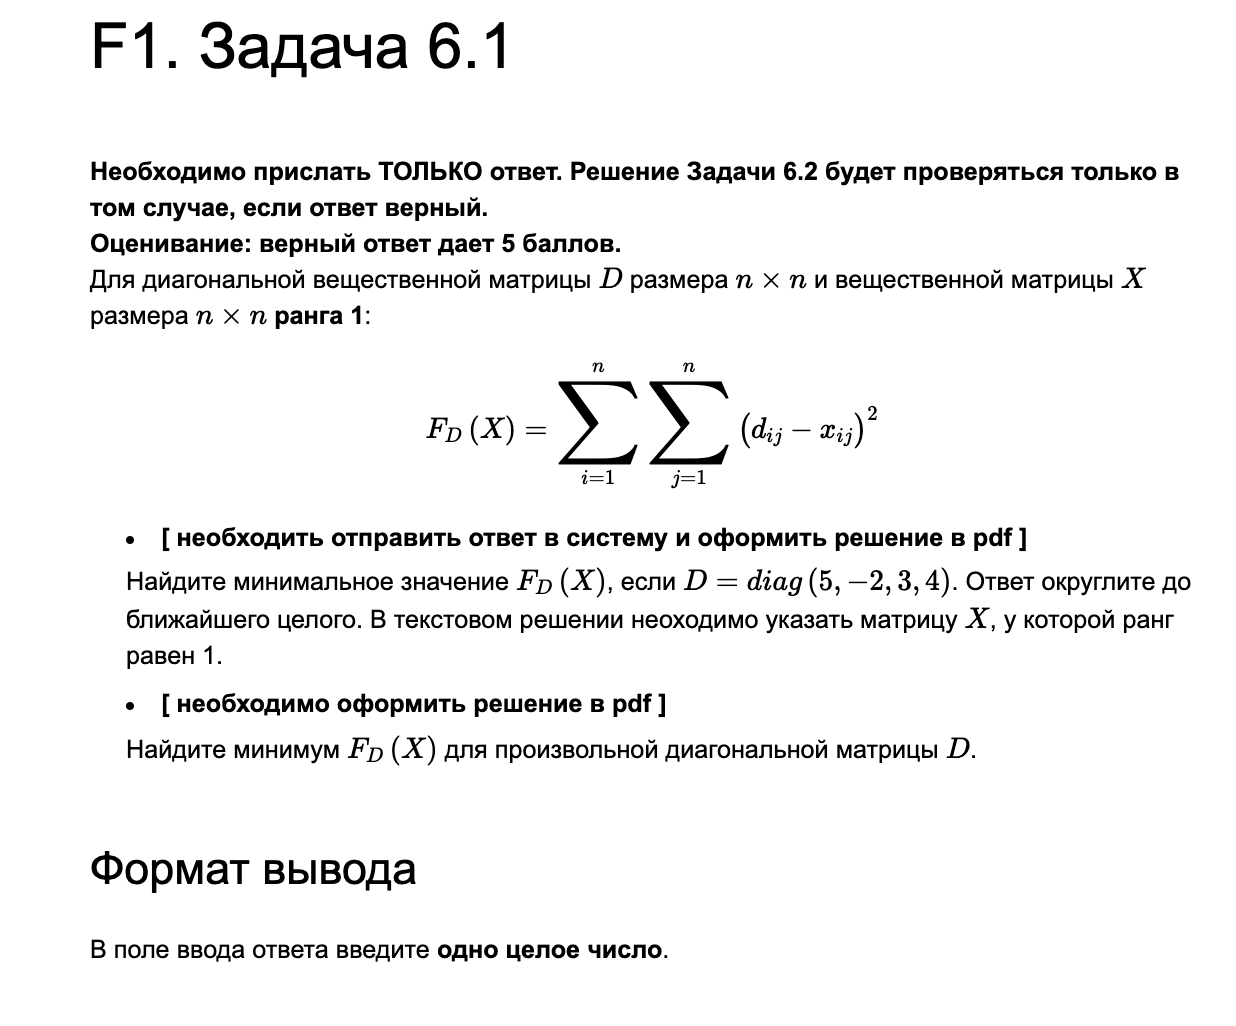 F1. Задача 6.1
Необходимо прислать ТОЛЬКО ответ. Решение Задачи 6.2 будет проверяться только в
том случае, если ответ верный.
Оценивание: верный ответ дает 5 баллов.
Для диагональной вещественной матрицы D размера n × n и вещественной матрицы X
размера n × n ранга 1:
F_D (X) = ∑_{i=1}^{n} ∑_{j=1}^{n} (d_{ij} − x_{ij})^2
• [ необходить отправить ответ в систему и оформить решение в pdf ]
Найдите минимальное значение F_D (X), если D = diag (5, −2, 3, 4). Ответ округлите до
ближайшего целого. В текстовом решении неоходимо указать матрицу X, у которой ранг
равен 1.
• [ необходимо оформить решение в pdf ]
Найдите минимум F_D (X) для произвольной диагональной матрицы D.
Формат вывода
В поле ввода ответа введите одно целое число.